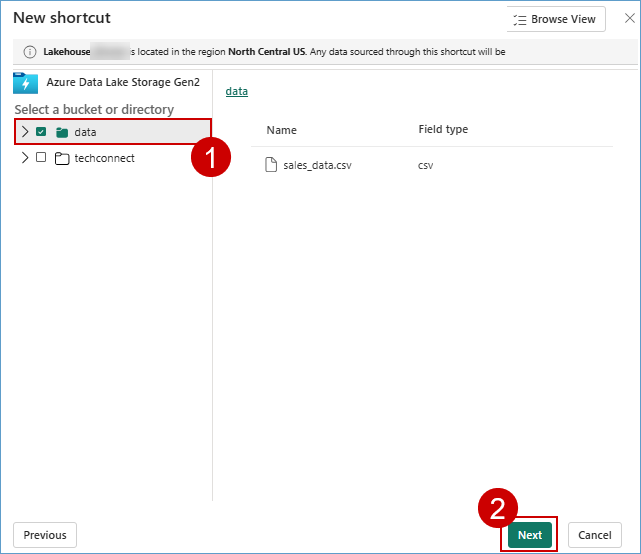 New shortcut
Browse View
Lakehouse is located in the region North Central US. Any data sourced through this shortcut will be
Azure Data Lake Storage Gen2
Select a bucket or directory
data
1
techconnect
data
Name Field type
sales_data.csv csv
2
Previous
Next
Cancel